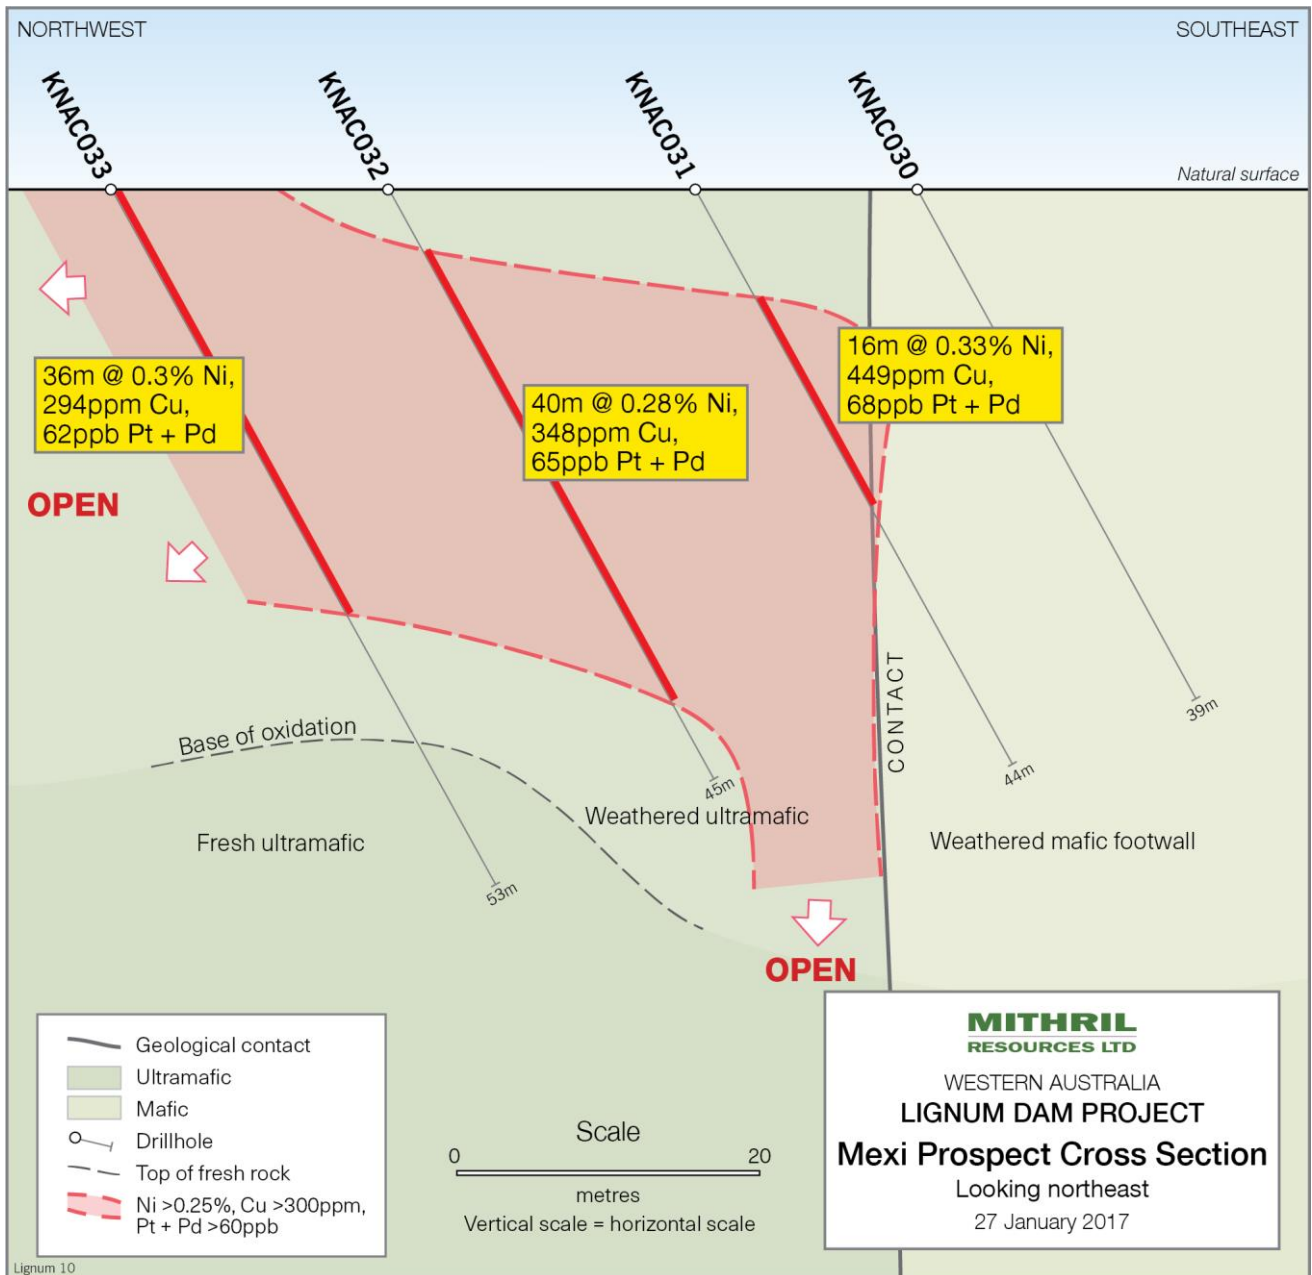 NORTHWEST
SOUTHEAST
KNAC033
KNAC032
KNAC031
KNAC030
Natural surface
36m @ 0.3% Ni,
294ppm Cu,
62ppb Pt + Pd
40m @ 0.28% Ni,
348ppm Cu,
65ppb Pt + Pd
16m @ 0.33% Ni,
449ppm Cu,
68ppb Pt + Pd
OPEN
CONTACT
39m
44m
45m
53m
Base of oxidation
Weathered ultramafic
Fresh ultramafic
Weathered mafic footwall
OPEN
Geological contact
Ultramafic
Mafic
Drillhole
Top of fresh rock
Ni >0.25%, Cu >300ppm,
Pt + Pd >60ppb
Scale
0 20
metres
Vertical scale = horizontal scale
MITHRIL
RESOURCES LTD
WESTERN AUSTRALIA
LIGNUM DAM PROJECT
Mexi Prospect Cross Section
Looking northeast
27 January 2017
Lignum 10